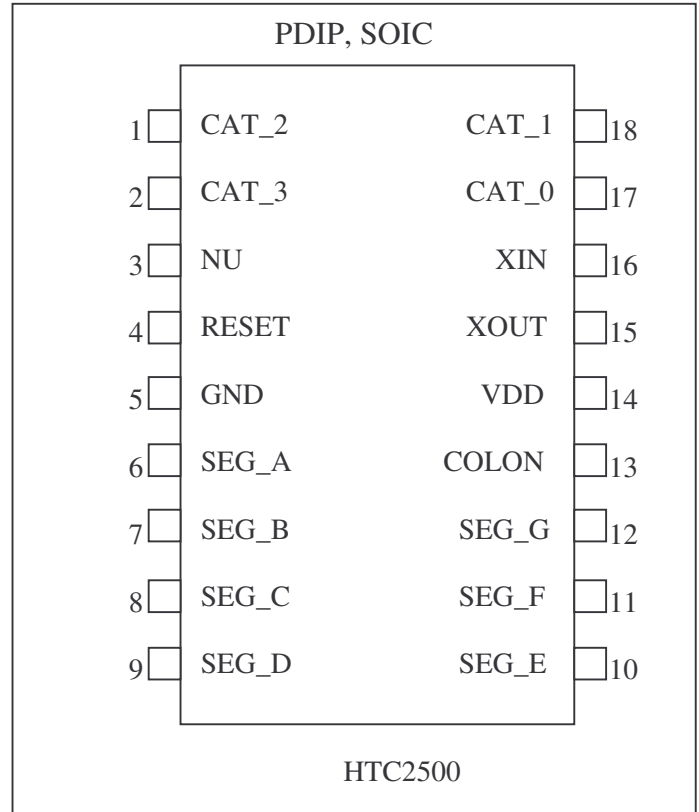 PDIP, SOIC
1 CAT_2 CAT_1 18
2 CAT_3 CAT_0 17
3 NU XIN 16
4 RESET XOUT 15
5 GND VDD 14
6 SEG_A COLON 13
7 SEG_B SEG_G 12
8 SEG_C SEG_F 11
9 SEG_D SEG_E 10
HTC2500